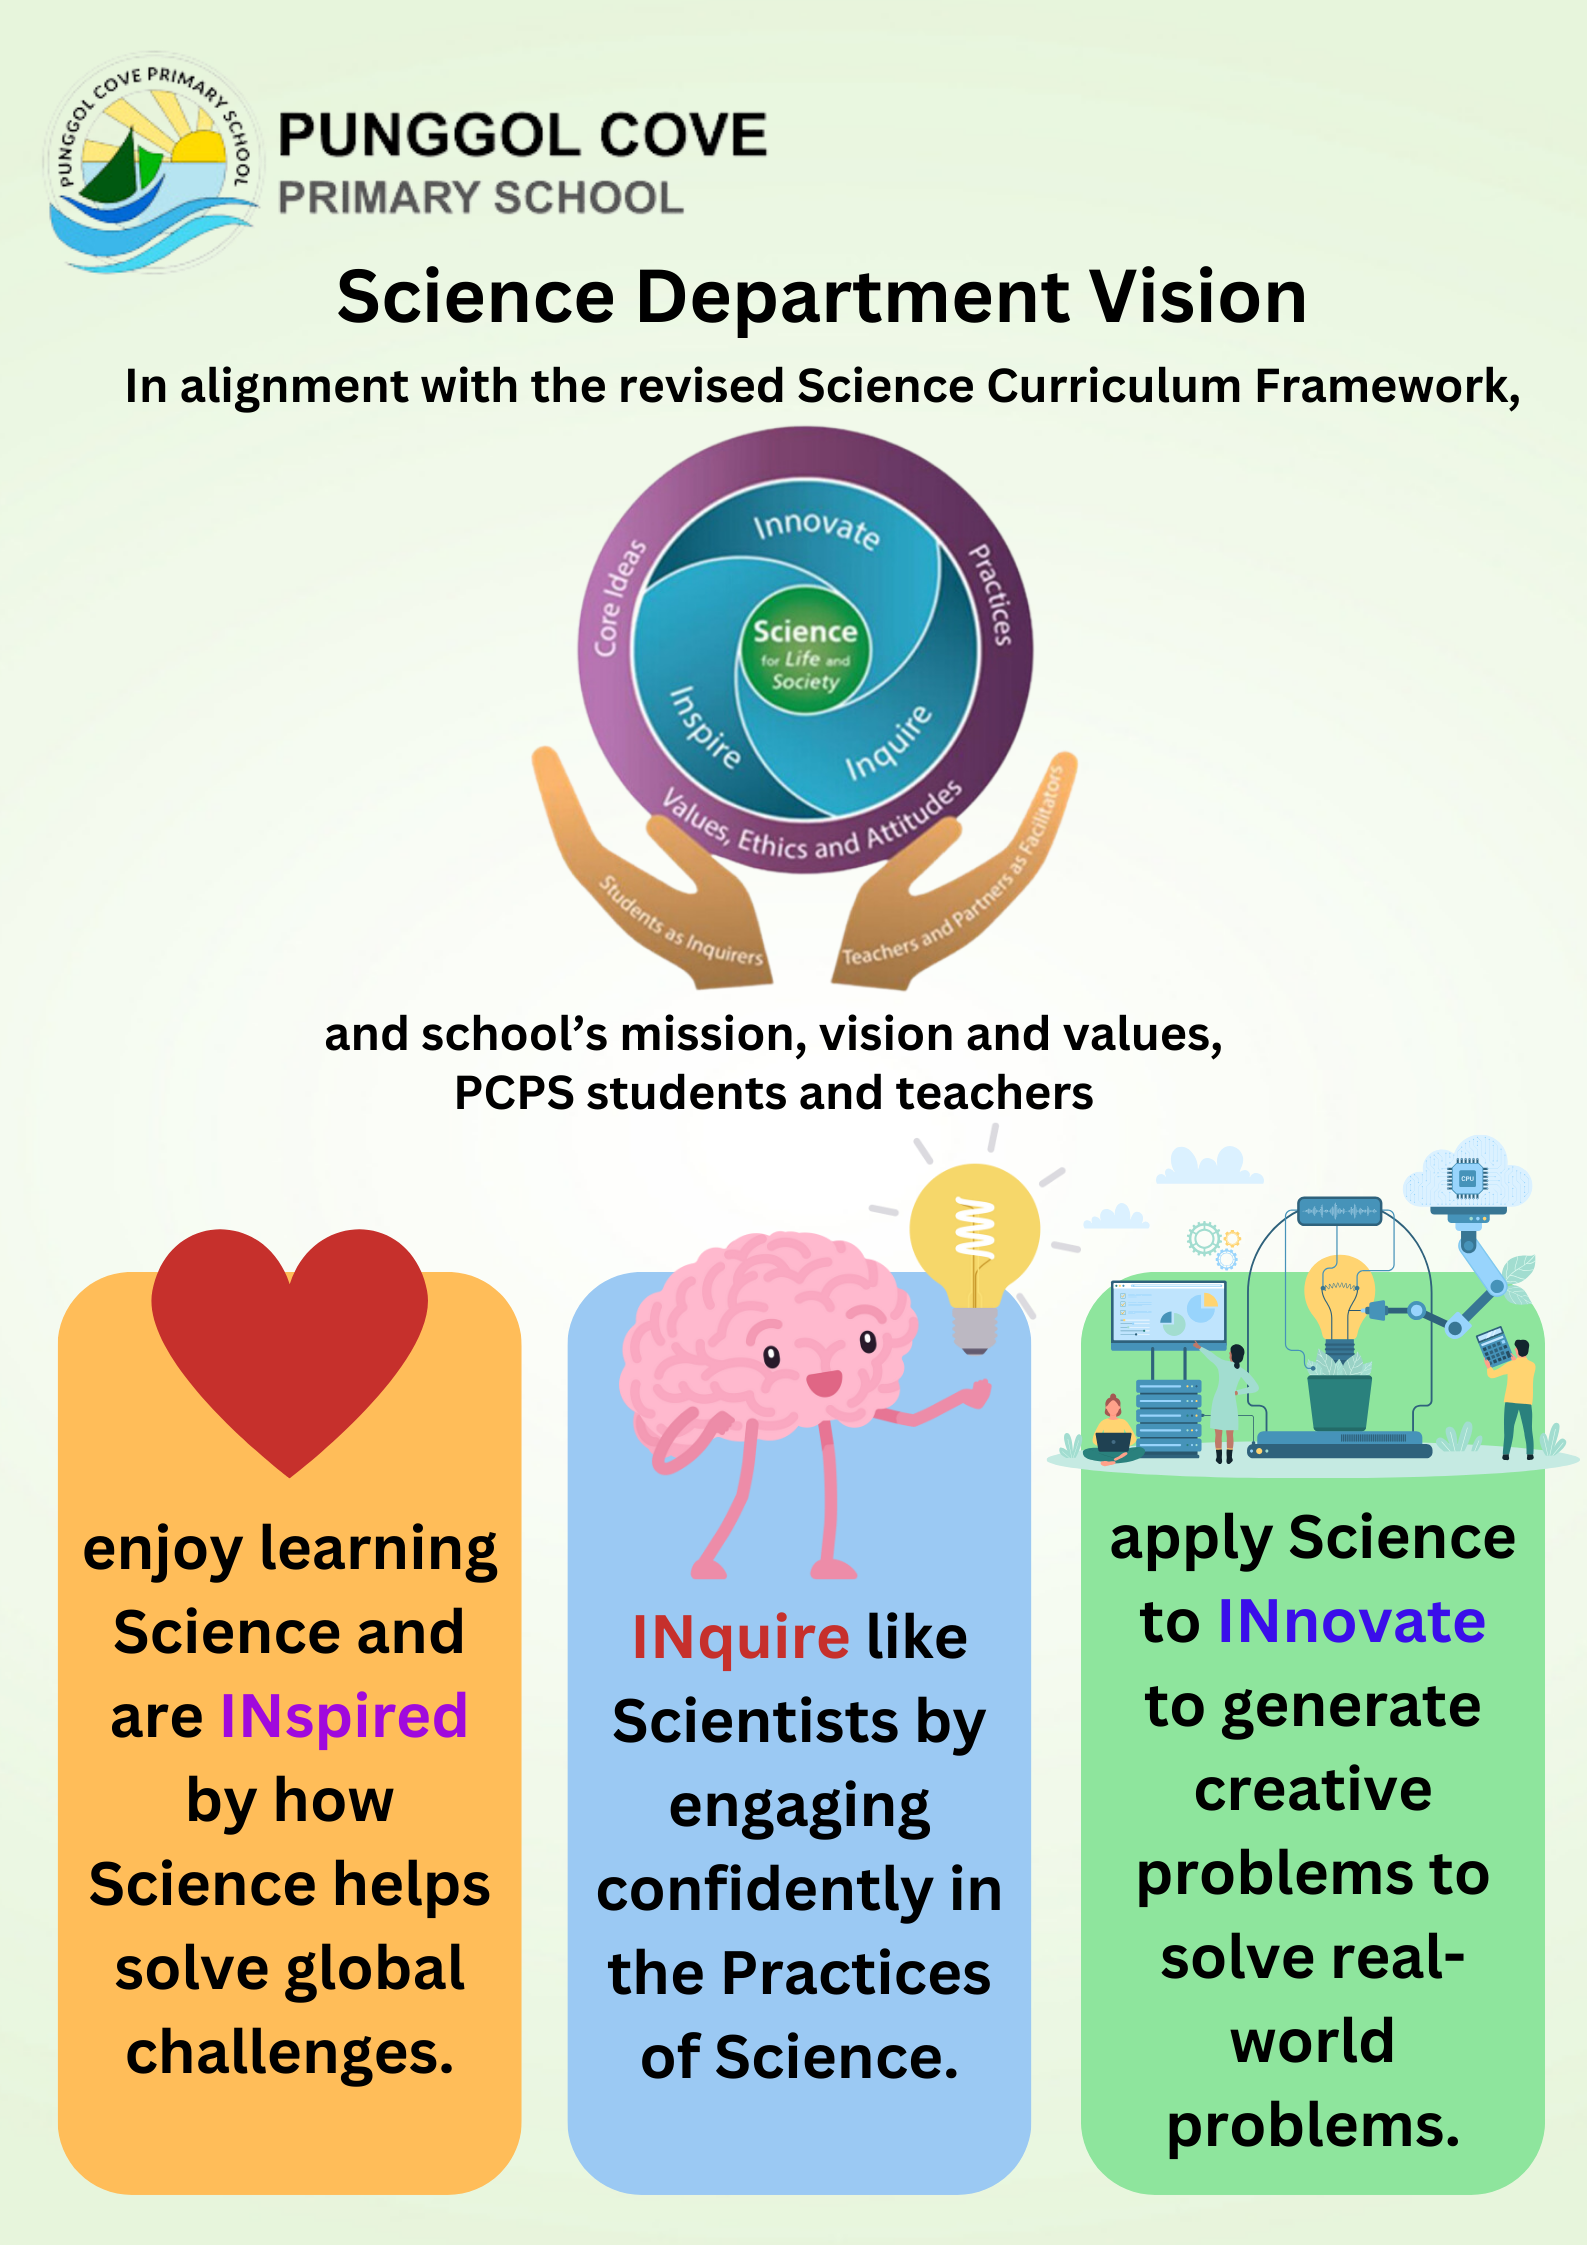 PUNGGOL COVE PRIMARY SCHOOL
PUNGGOL COVE
PRIMARY SCHOOL
Science Department Vision
In alignment with the revised Science Curriculum Framework,
Innovate
Core Ideas
Practices
Science
for Life and
Society
Inspire
Inquire
Values, Ethics and Attitudes
Students as Inquirers
Teachers and Partners as Facilitators
and school’s mission, vision and values,
PCPS students and teachers
CPU
enjoy learning
Science and
are INspired
by how
Science helps
solve global
challenges.
INquire like
Scientists by
engaging
confidently in
the Practices
of Science.
apply Science
to INnovate
to generate
creative
problems to
solve real-
world
problems.